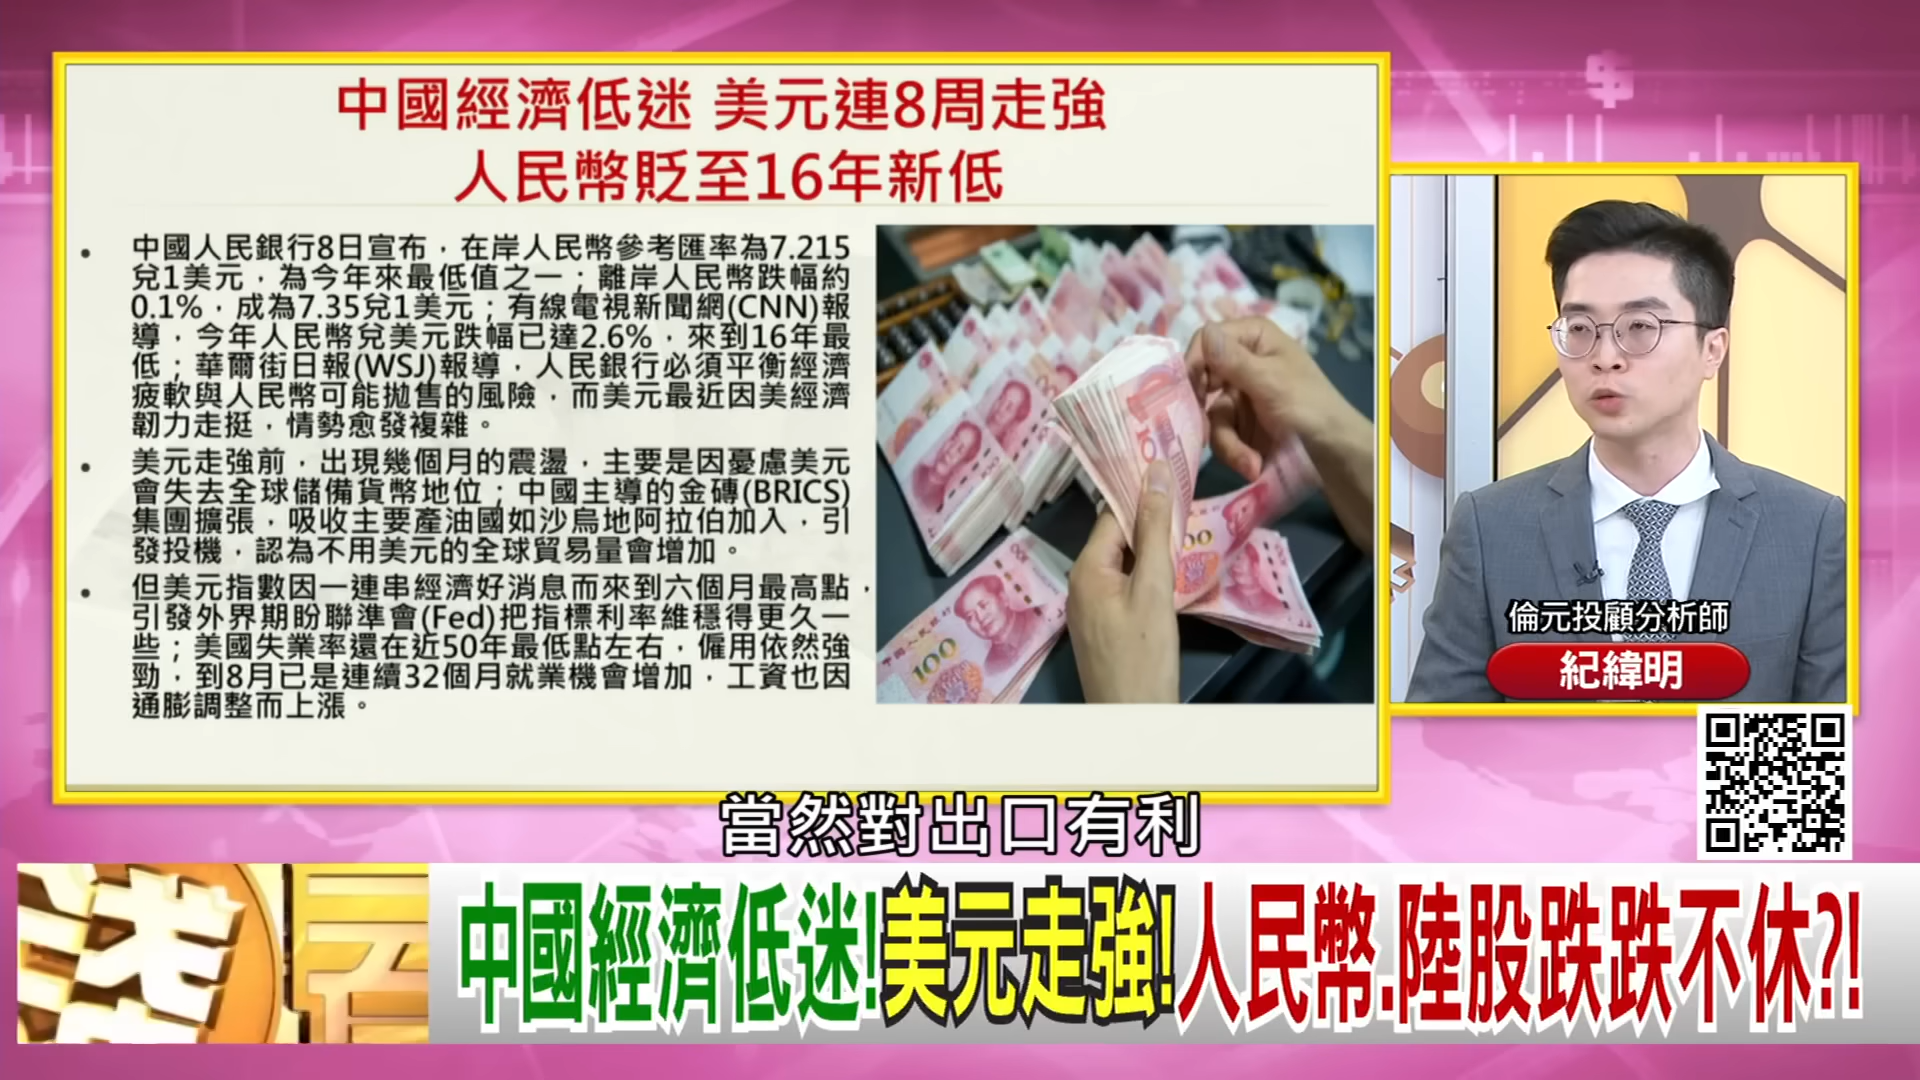 中國經濟低迷 美元連8周走強
人民幣貶至16年新低
• 中國人民銀行8日宣布，在岸人民幣參考匯率為7.215
兌1美元，為今年來最低值之一；離岸人民幣跌幅約
0.1%，成為7.35兌1美元；有線電視新聞網(CNN)報
導，今年人民幣兌美元跌幅已達2.6%，來到16年最
低；華爾街日報(WSJ)報導，人民銀行必須平衡經濟
疲軟與人民幣可能拋售的風險，而美元最近因美經濟
韌力走挺，情勢愈發複雜。
• 美元走強前，出現幾個月的震盪，主要是因憂慮美元
會失去全球儲備貨幣地位；中國主導的金磚(BRICS)
集團擴張，吸收主要產油國如沙烏地阿拉伯加入，引
發投機，認為不用美元的全球貿易量會增加。
• 但美元指數因一連串經濟好消息而來到六個月最高點，
引發外界期盼聯準會(Fed)把指標利率維穩得更久一
些；美國失業率還在近50年最低點左右，僱用依然強
勁，到8月已是連續32個月就業機會增加，工資也因
通膨調整而上漲。
100
倫元投顧分析師
紀緯明
當然對出口有利
中國經濟低迷!美元走強!人民幣.陸股跌跌不休?!